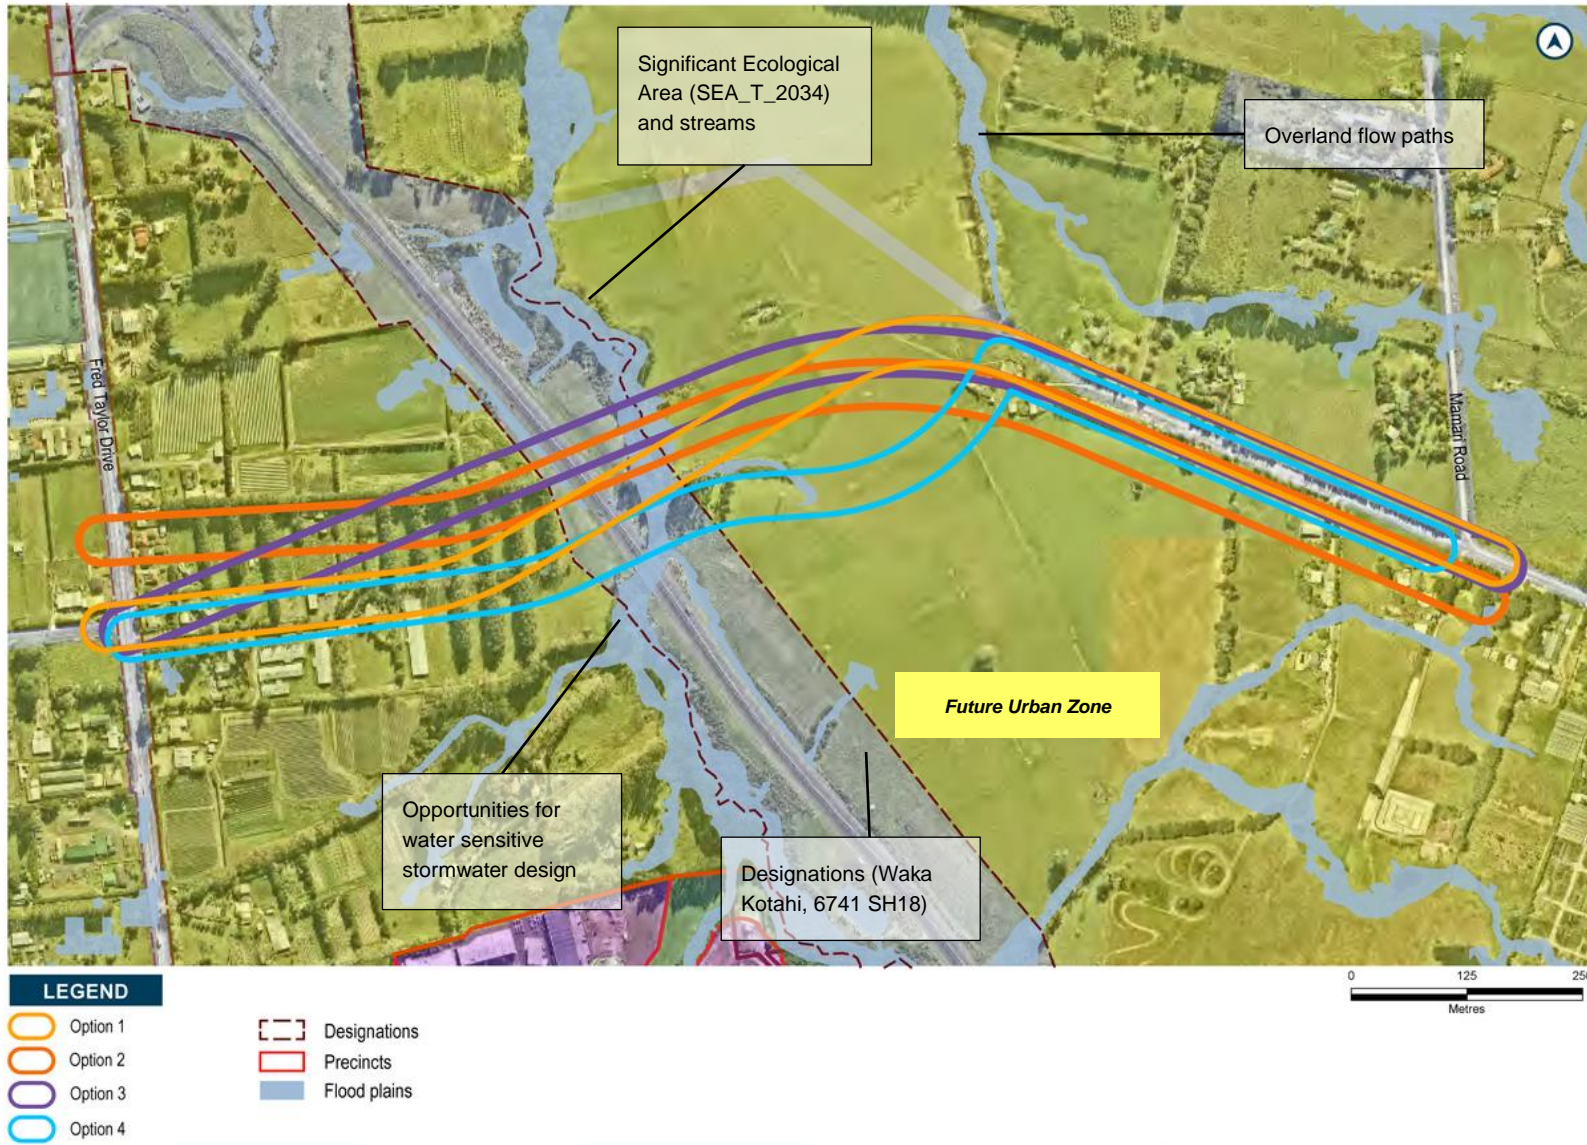 Significant Ecological
Area (SEA_T_2034)
and streams
Overland flow paths
Fred Taylor Drive
Mamari Road
Future Urban Zone
Opportunities for
water sensitive
stormwater design
Designations (Waka
Kotahi, 6741 SH18)
LEGEND
Option 1
Option 2
Option 3
Option 4
Designations
Precincts
Flood plains
0 125 250
Metres